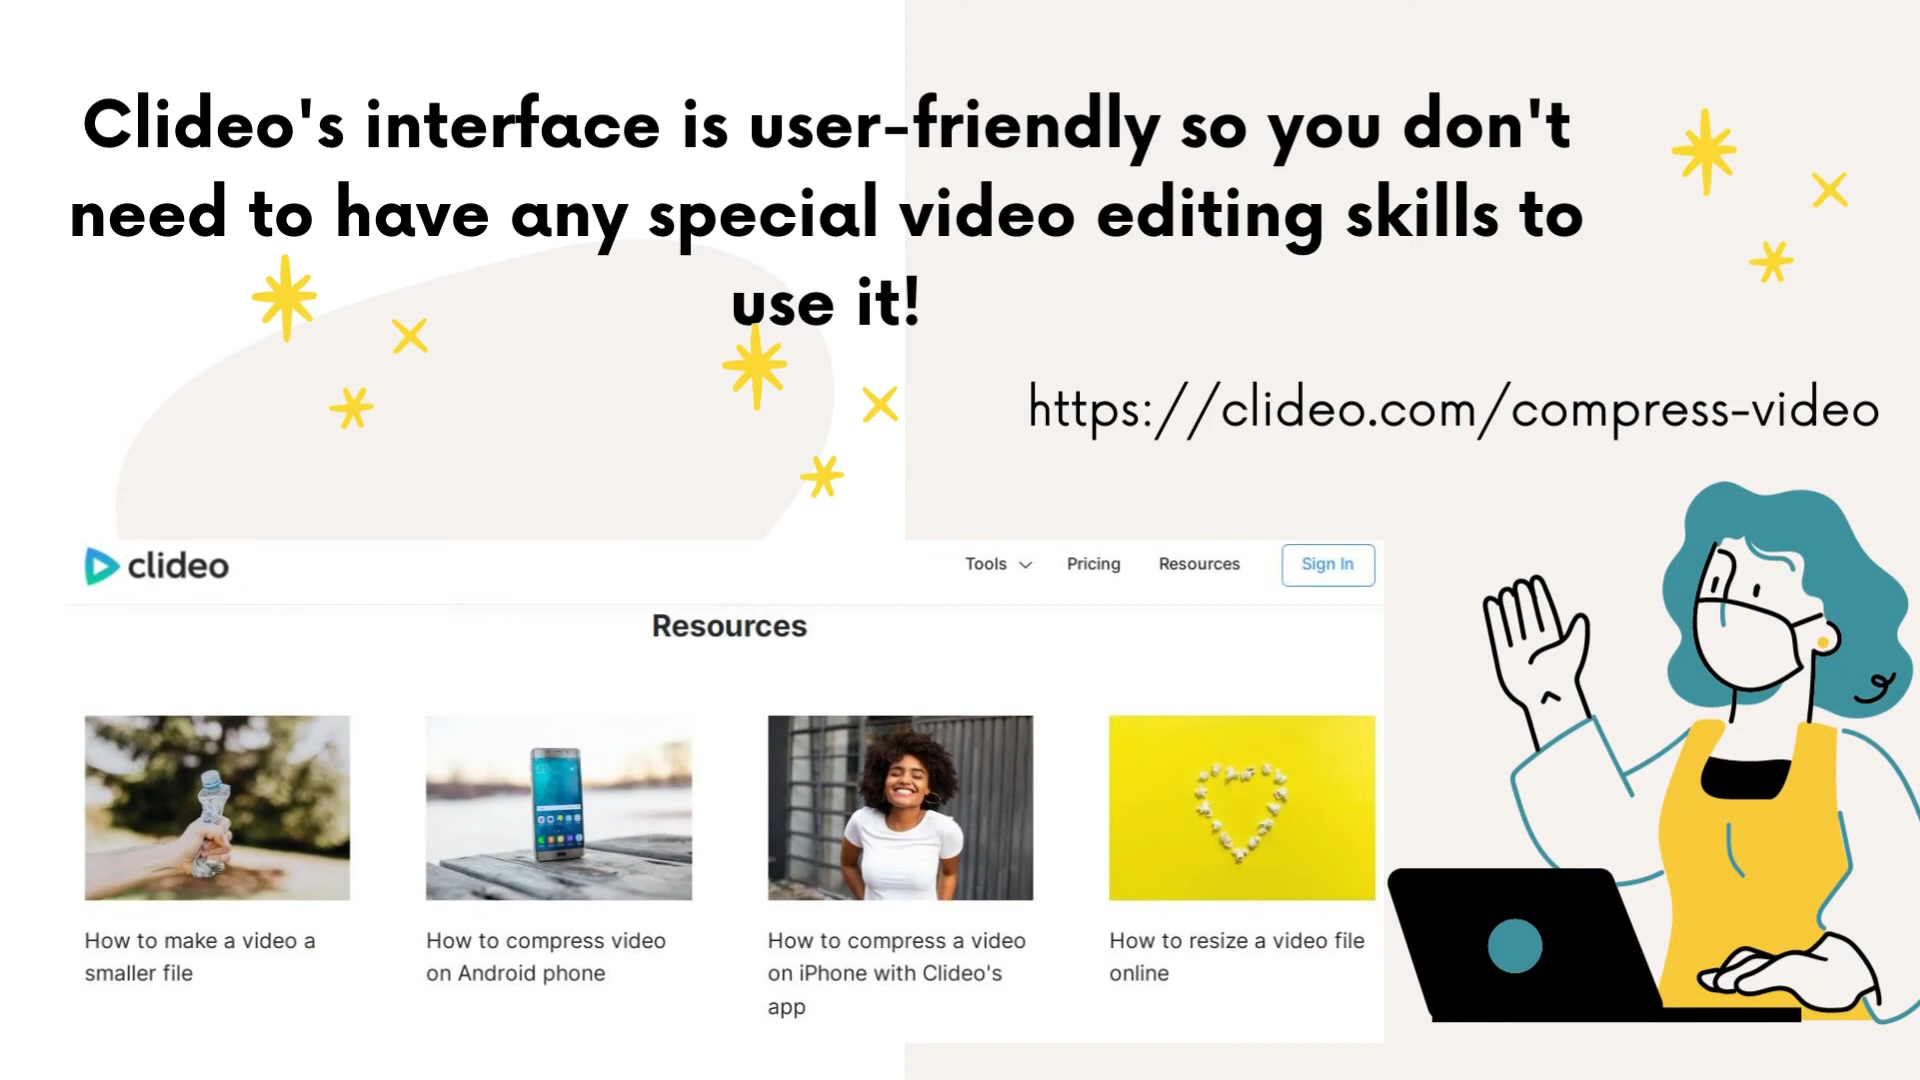 Clideo's interface is user-friendly so you don't
need to have any special video editing skills to
use it!
https://clideo.com/compress-video
clideo
Tools
Pricing
Resources
Sign In
Resources
How to make a video a
smaller file
How to compress video
on Android phone
How to compress a video
on iPhone with Clideo's
app
How to resize a video file
online